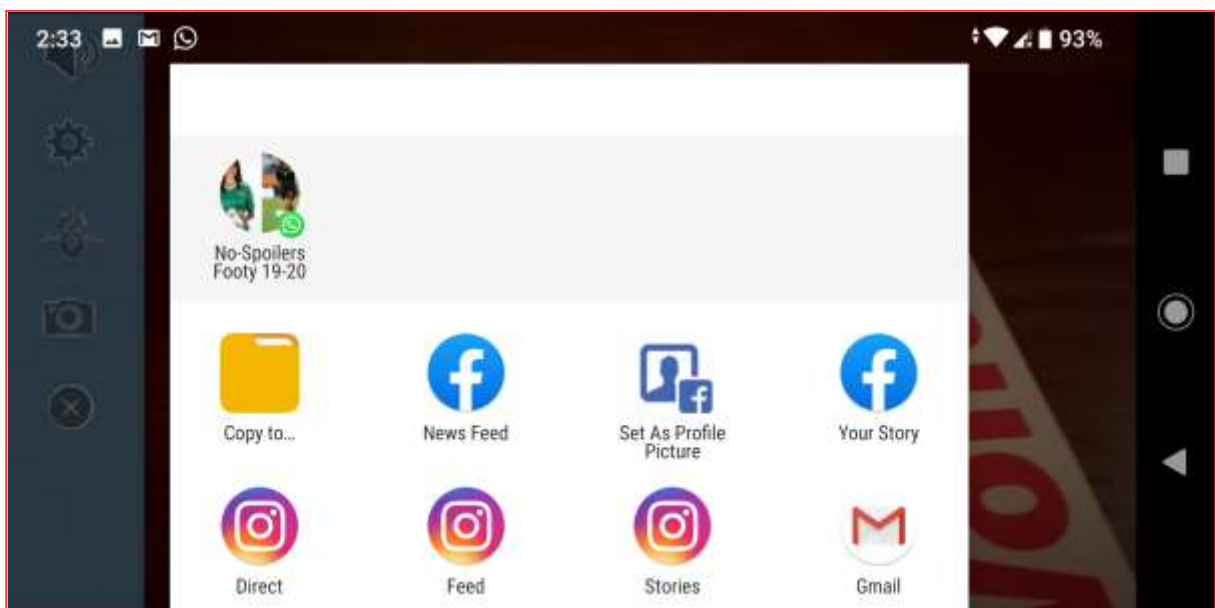 2:33
93%
No-Spoilers
Footy 19-20
Copy to...
News Feed
Set As Profile
Picture
Your Story
Direct
Feed
Stories
Gmail